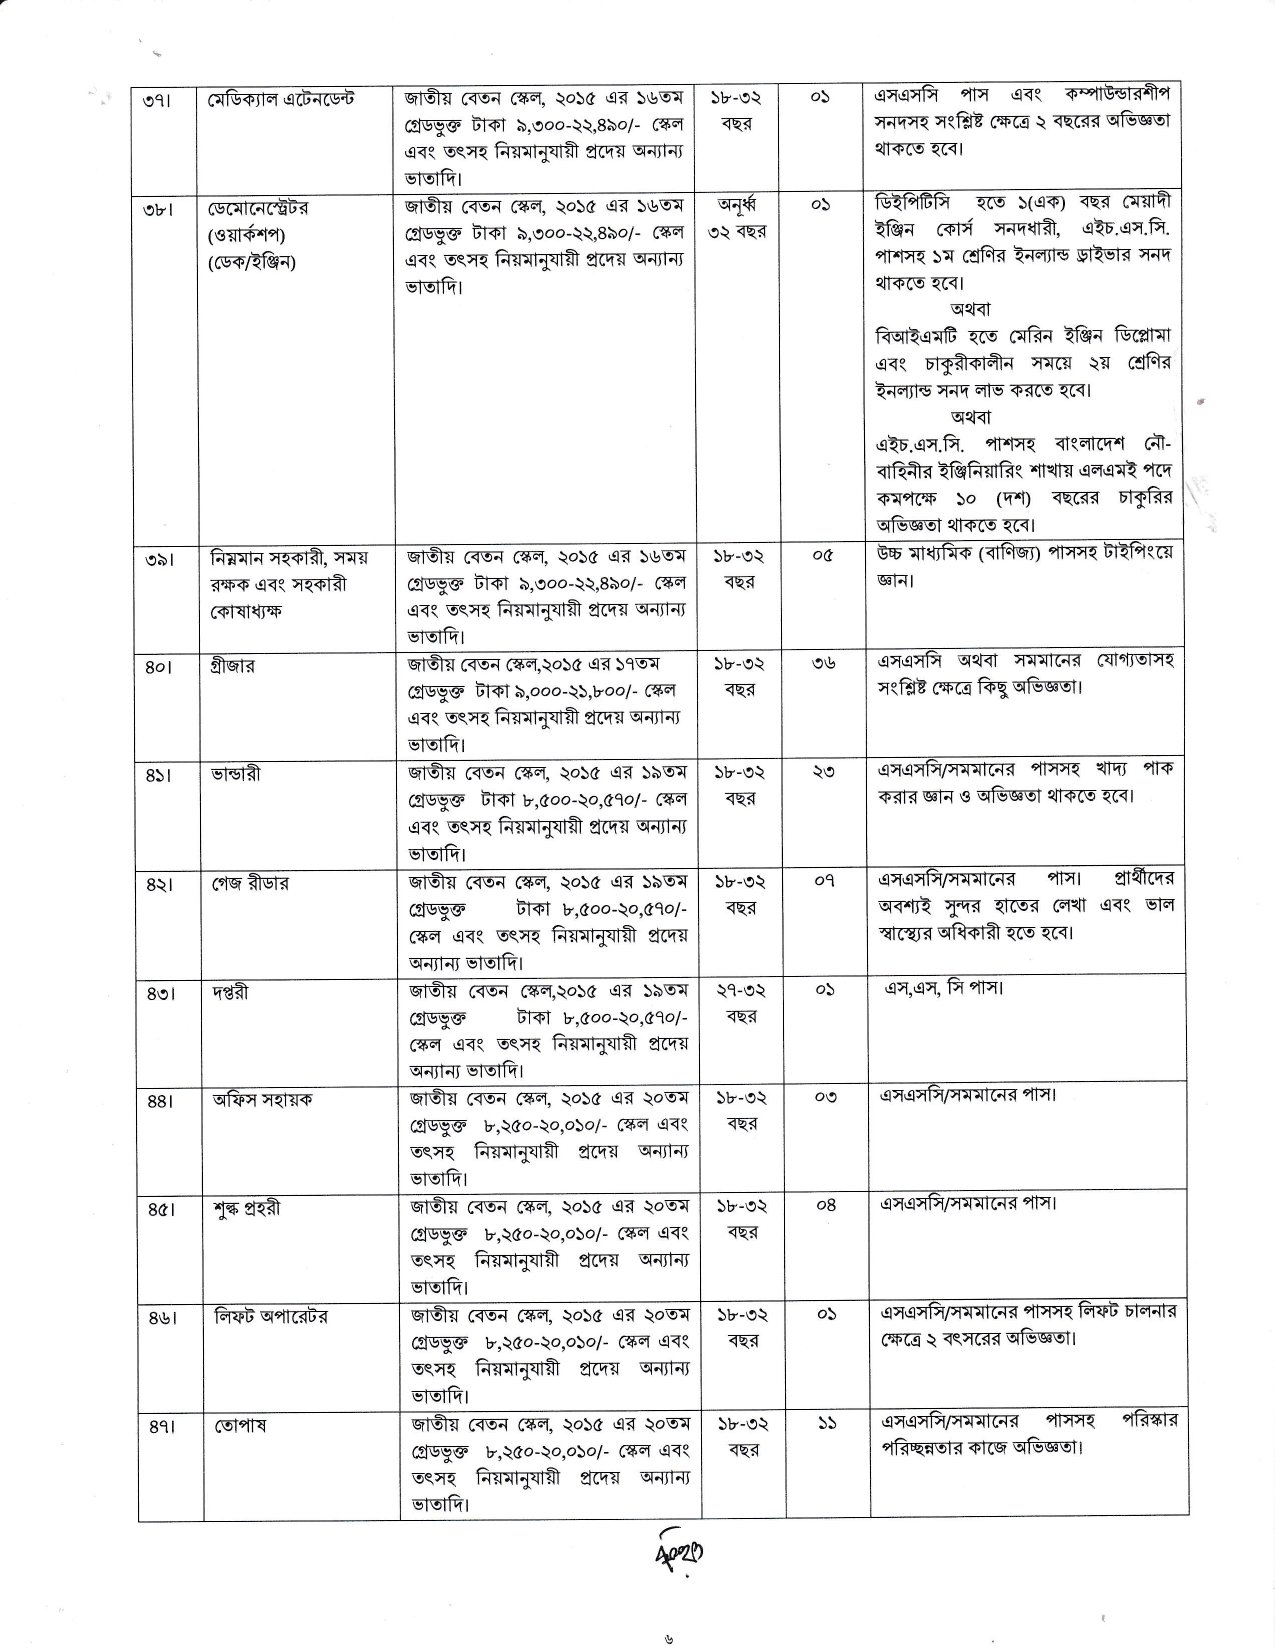 ৩৭।
মেডিক্যাল এটেনডেন্ট
জাতীয় বেতন স্কেল, ২০১৫ এর ১৬তম
গ্রেডভুক্ত টাকা ৯,৩০০-২২,৪৯০/- স্কেল
এবং তৎসহ নিয়মানুযায়ী প্রদেয় অন্যান্য
ভাতাদি।
১৮-৩২
বছর
০১
এসএসসি পাস এবং কম্পাউন্ডারশীপ
সনদসহ সংশ্লিষ্ট ক্ষেত্রে ২ বছরের অভিজ্ঞতা
থাকতে হবে।
৩৮।
ডেমোনেস্ট্রেটর
(ওয়ার্কশপ)
(ডেক/ইঞ্জিন)
জাতীয় বেতন স্কেল, ২০১৫ এর ১৬তম
গ্রেডভুক্ত টাকা ৯,৩০০-২২,৪৯০/- স্কেল
এবং তৎসহ নিয়মানুযায়ী প্রদেয় অন্যান্য
ভাতাদি।
অনূর্ধ্ব
৩২ বছর
০১
ডিইপিটিসি হতে ১(এক) বছর মেয়াদী
ইঞ্জিন কোর্স সনদধারী, এইচ.এস.সি.
পাশসহ ১ম শ্রেণির ইনল্যান্ড ড্রাইভার সনদ
থাকতে হবে।
অথবা
বিআইএমটি হতে মেরিন ইঞ্জিন ডিপ্লোমা
এবং চাকুরীকালীন সময়ে ২য় শ্রেণির
ইনল্যান্ড সনদ লাভ করতে হবে।
অথবা
এইচ.এস.সি. পাশসহ বাংলাদেশ নৌ-
বাহিনীর ইঞ্জিনিয়ারিং শাখায় এলএমই পদে
কমপক্ষে ১০ (দশ) বছরের চাকুরির
অভিজ্ঞতা থাকতে হবে।
৩৯।
নিম্নমান সহকারী, সময়
রক্ষক এবং সহকারী
কোষাধ্যক্ষ
জাতীয় বেতন স্কেল, ২০১৫ এর ১৬তম
গ্রেডভুক্ত টাকা ৯,৩০০-২২,৪৯০/- স্কেল
এবং তৎসহ নিয়মানুযায়ী প্রদেয় অন্যান্য
ভাতাদি।
১৮-৩২
বছর
০৫
উচ্চ মাধ্যমিক (বাণিজ্য) পাসসহ টাইপিংয়ে
জ্ঞান।
৪০।
গ্রীজার
জাতীয় বেতন স্কেল,২০১৫ এর ১৭তম
গ্রেডভুক্ত টাকা ৯,০০০-২১,৮০০/- স্কেল
এবং তৎসহ নিয়মানুযায়ী প্রদেয় অন্যান্য
ভাতাদি।
১৮-৩২
বছর
৩৬
এসএসসি অথবা সমমানের যোগ্যতাসহ
সংশ্লিষ্ট ক্ষেত্রে কিছু অভিজ্ঞতা।
৪১।
ভান্ডারী
জাতীয় বেতন স্কেল, ২০১৫ এর ১৯তম
গ্রেডভুক্ত টাকা ৮,৫০০-২০,৫৭০/- স্কেল
এবং তৎসহ নিয়মানুযায়ী প্রদেয় অন্যান্য
ভাতাদি।
১৮-৩২
বছর
২৩
এসএসসি/সমমানের পাসসহ খাদ্য পাক
করার জ্ঞান ও অভিজ্ঞতা থাকতে হবে।
৪২।
গেজ রীডার
জাতীয় বেতন স্কেল, ২০১৫ এর ১৯তম
গ্রেডভুক্ত টাকা ৮,৫০০-২০,৫৭০/-
স্কেল এবং তৎসহ নিয়মানুযায়ী প্রদেয়
অন্যান্য ভাতাদি।
১৮-৩২
বছর
০৭
এসএসসি/সমমানের পাস। প্রার্থীদের
অবশ্যই সুন্দর হাতের লেখা এবং ভাল
স্বাস্থ্যের অধিকারী হতে হবে।
৪৩।
দপ্তরী
জাতীয় বেতন স্কেল,২০১৫ এর ১৯তম
গ্রেডভুক্ত টাকা ৮,৫০০-২০,৫৭০/-
স্কেল এবং তৎসহ নিয়মানুযায়ী প্রদেয়
অন্যান্য ভাতাদি।
২৭-৩২
বছর
০১
এস,এস, সি পাস।
৪৪।
অফিস সহায়ক
জাতীয় বেতন স্কেল, ২০১৫ এর ২০তম
গ্রেডভুক্ত ৮,২৫০-২০,০১০/- স্কেল এবং
তৎসহ নিয়মানুযায়ী প্রদেয় অন্যান্য
ভাতাদি।
১৮-৩২
বছর
০৩
এসএসসি/সমমানের পাস।
৪৫।
শুল্ক প্রহরী
জাতীয় বেতন স্কেল, ২০১৫ এর ২০তম
গ্রেডভুক্ত ৮,২৫০-২০,০১০/- স্কেল এবং
তৎসহ নিয়মানুযায়ী প্রদেয় অন্যান্য
ভাতাদি।
১৮-৩২
বছর
০৪
এসএসসি/সমমানের পাস।
৪৬।
লিফট অপারেটর
জাতীয় বেতন স্কেল, ২০১৫ এর ২০তম
গ্রেডভুক্ত ৮,২৫০-২০,০১০/- স্কেল এবং
তৎসহ নিয়মানুযায়ী প্রদেয় অন্যান্য
ভাতাদি।
১৮-৩২
বছর
০১
এসএসসি/সমমানের পাসসহ লিফট চালনার
ক্ষেত্রে ২ বৎসরের অভিজ্ঞতা।
৪৭।
তোপাষ
জাতীয় বেতন স্কেল, ২০১৫ এর ২০তম
গ্রেডভুক্ত ৮,২৫০-২০,০১০/- স্কেল এবং
তৎসহ নিয়মানুযায়ী প্রদেয় অন্যান্য
ভাতাদি।
১৮-৩২
বছর
১১
এসএসসি/সমমানের পাসসহ পরিস্কার
পরিচ্ছন্নতার কাজে অভিজ্ঞতা।
৬